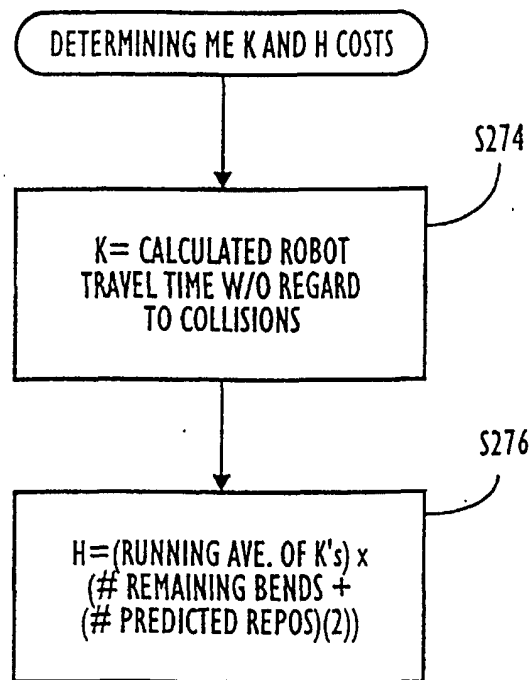 DETERMINING ME K AND H COSTS
S274
K= CALCULATED ROBOT
TRAVEL TIME W/O REGARD
TO COLLISIONS
S276
H=(RUNNING AVE. OF K's) x
(# REMAINING BENDS +
(# PREDICTED REPOS)(2))